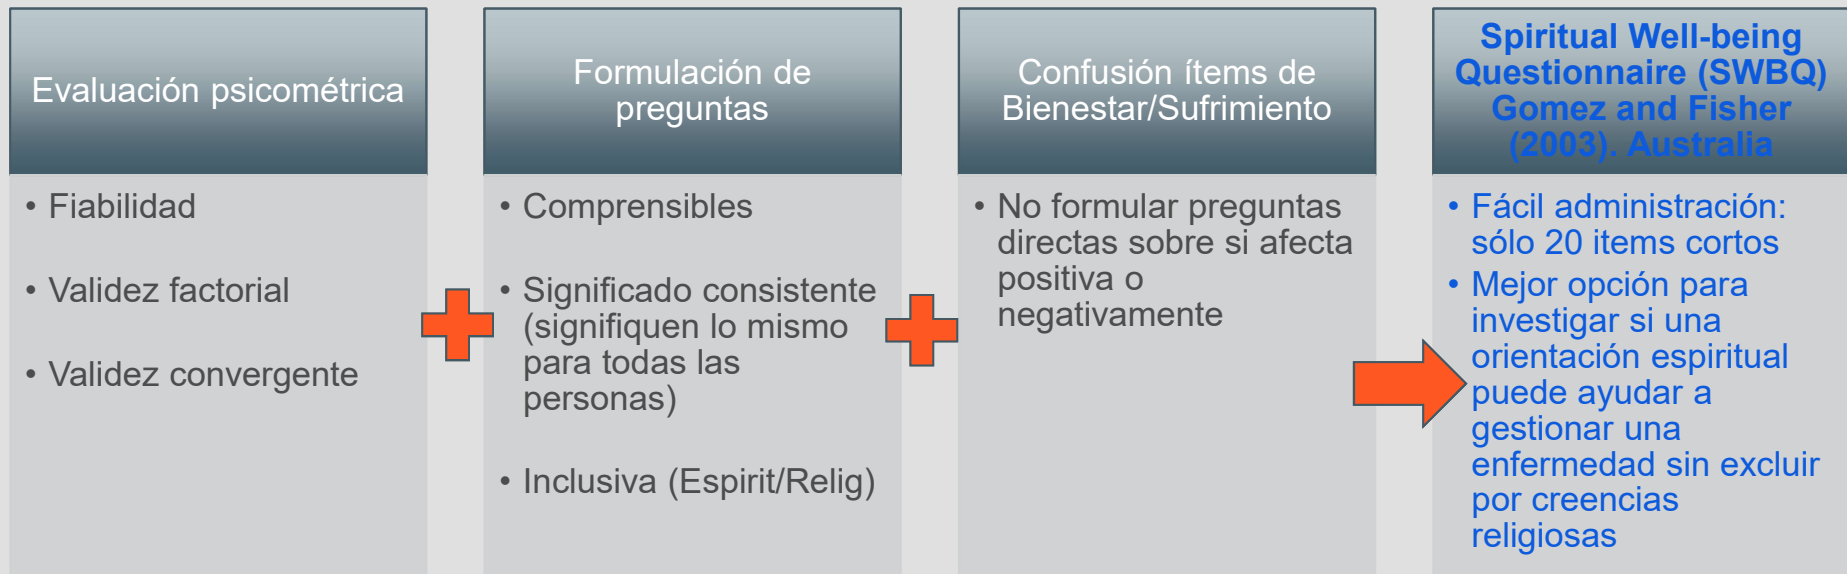 Evaluación psicométrica
• Fiabilidad
• Validez factorial
• Validez convergente
Formulación de
preguntas
• Comprensibles
• Significado consistente
(signifiquen lo mismo
para todas las
personas)
• Inclusiva (Espirit/Relig)
Confusión ítems de
Bienestar/Sufrimiento
• No formular preguntas
directas sobre si afecta
positiva o
negativamente
Spiritual Well-being
Questionnaire (SWBQ)
Gomez and Fisher
(2003). Australia
• Fácil administración:
sólo 20 items cortos
• Mejor opción para
investigar si una
orientación espiritual
puede ayudar a
gestionar una
enfermedad sin excluir
por creencias
religiosas